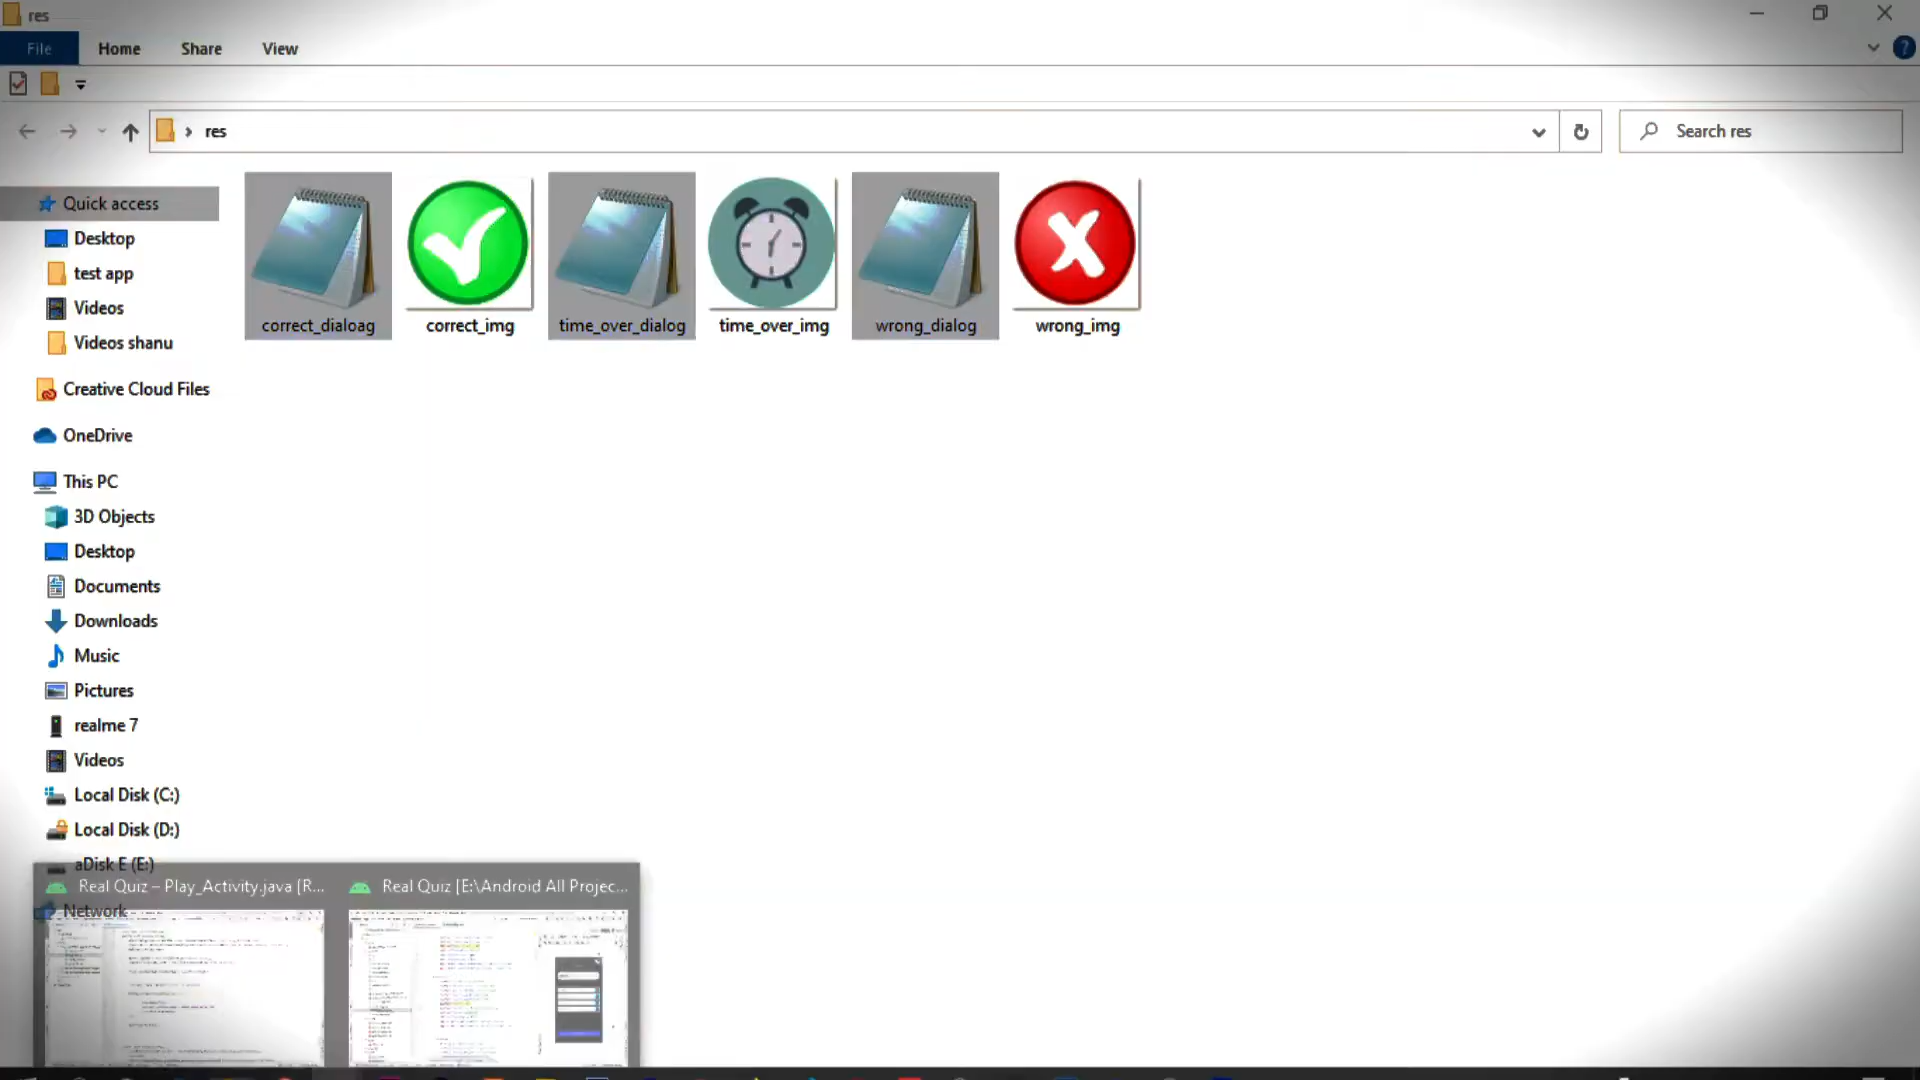 res
File Home Share View
res
Search res
Quick access
Desktop
test app
Videos
Videos shanu
Creative Cloud Files
OneDrive
This PC
3D Objects
Desktop
Documents
Downloads
Music
Pictures
realme 7
Videos
Local Disk (C:)
Local Disk (D:)
aDisk E (E:)
Network
correct_dialoag correct_img time_over_dialog time_over_img wrong_dialog wrong_img
Real Quiz – Play_Activity.java [R... Real Quiz [E:\Android All Projec...